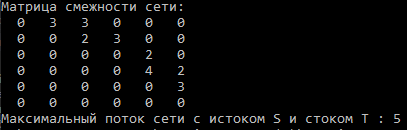 Матрица смежности сети:
0 3 3 0 0 0
0 0 2 3 0 0
0 0 0 0 2 0
0 0 0 0 4 2
0 0 0 0 0 3
0 0 0 0 0 0
Максимальный поток сети с истоком S и стоком T : 5